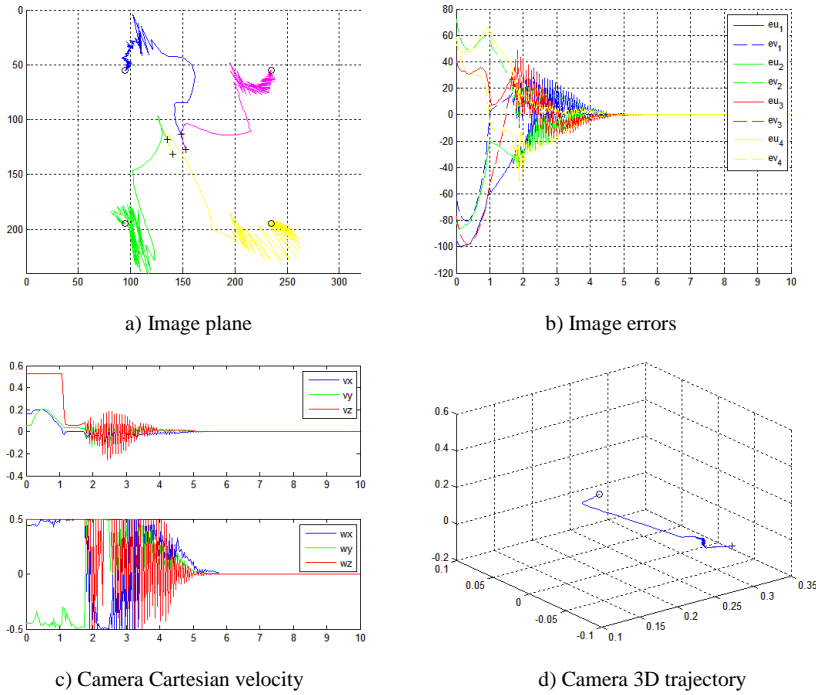 0
50
100
150
200
0 50 100 150 200 250 300
a) Image plane
80
60
40
20
0
-20
-40
-60
-80
-100
-120
0 1 2 3 4 5 6 7 8 9 10
eu1
ev1
eu2
ev2
eu3
ev3
eu4
ev4
b) Image errors
0.6
0.4
0.2
0
-0.2
-0.4
0 1 2 3 4 5 6 7 8 9 10
vx
vy
vz
0.5
0
-0.5
0 1 2 3 4 5 6 7 8 9 10
wx
wy
wz
c) Camera Cartesian velocity
0.6
0.4
0.2
0
-0.2
0.1
0.05
0
-0.05
-0.1
0.1
0.15
0.2
0.25
0.3
0.35
d) Camera 3D trajectory